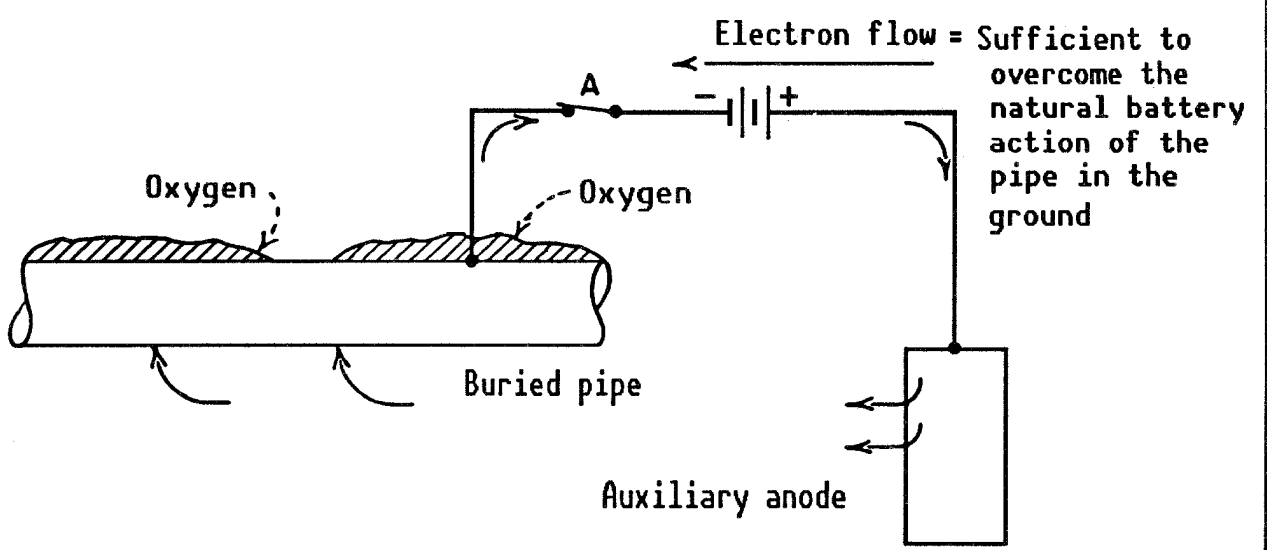 Electron flow = Sufficient to
overcome the
natural battery
action of the
pipe in the
ground
A
- +
Oxygen
Oxygen
Buried pipe
Auxiliary anode